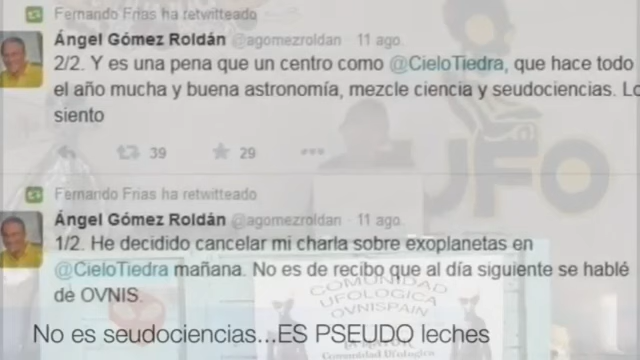 Fernando Frías ha retwitteado
Ángel Gómez Roldán @agomezroldan · 11 ago.
2/2. Y es una pena que un centro como @CieloTiedra, que hace todo
el año mucha y buena astronomía, mezcle ciencia y seudociencias. Lo
siento
39 29
UFO
Fernando Frías ha retwitteado
Ángel Gómez Roldán @agomezroldan · 11 ago.
1/2. He decidido cancelar mi charla sobre exoplanetas en
@CieloTiedra mañana. No es de recibo que al día siguiente se hablé
de OVNIS.
COMUNIDAD
UFOLOGICA
OVNISPAIN
No es seudociencias...ES PSEUDO leches
Comunidad Ufologica